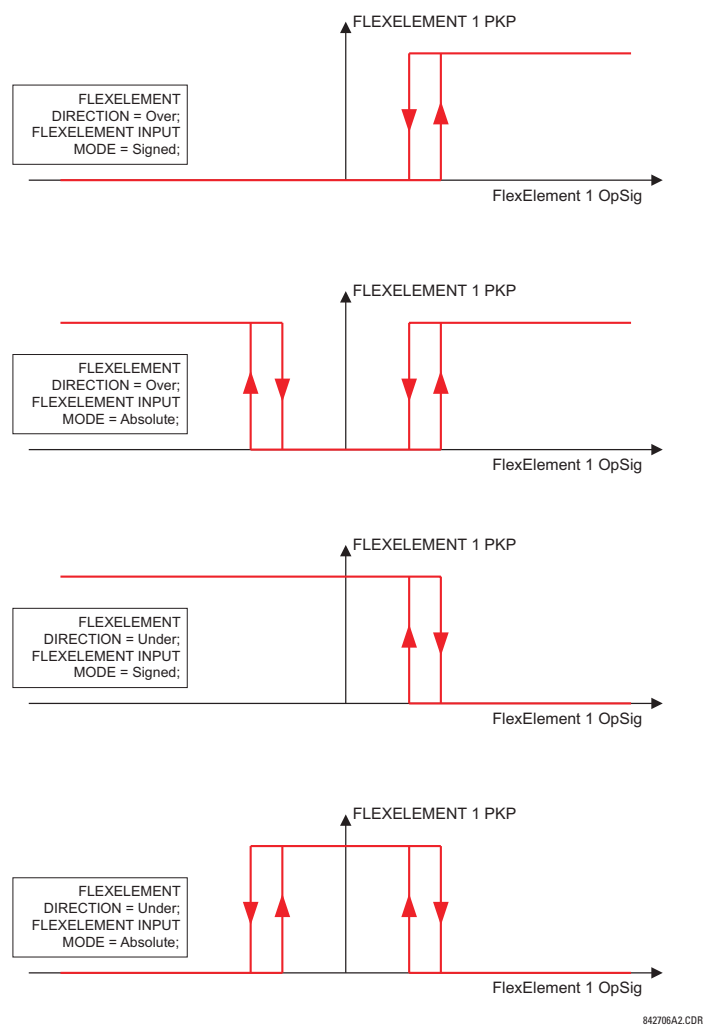 FLEXELEMENT 1 PKP
FLEXELEMENT
DIRECTION = Over;
FLEXELEMENT INPUT
MODE = Signed;
FlexElement 1 OpSig
FLEXELEMENT 1 PKP
FLEXELEMENT
DIRECTION = Over;
FLEXELEMENT INPUT
MODE = Absolute;
FlexElement 1 OpSig
FLEXELEMENT 1 PKP
FLEXELEMENT
DIRECTION = Under;
FLEXELEMENT INPUT
MODE = Signed;
FlexElement 1 OpSig
FLEXELEMENT 1 PKP
FLEXELEMENT
DIRECTION = Under;
FLEXELEMENT INPUT
MODE = Absolute;
FlexElement 1 OpSig
842706A2.CDR